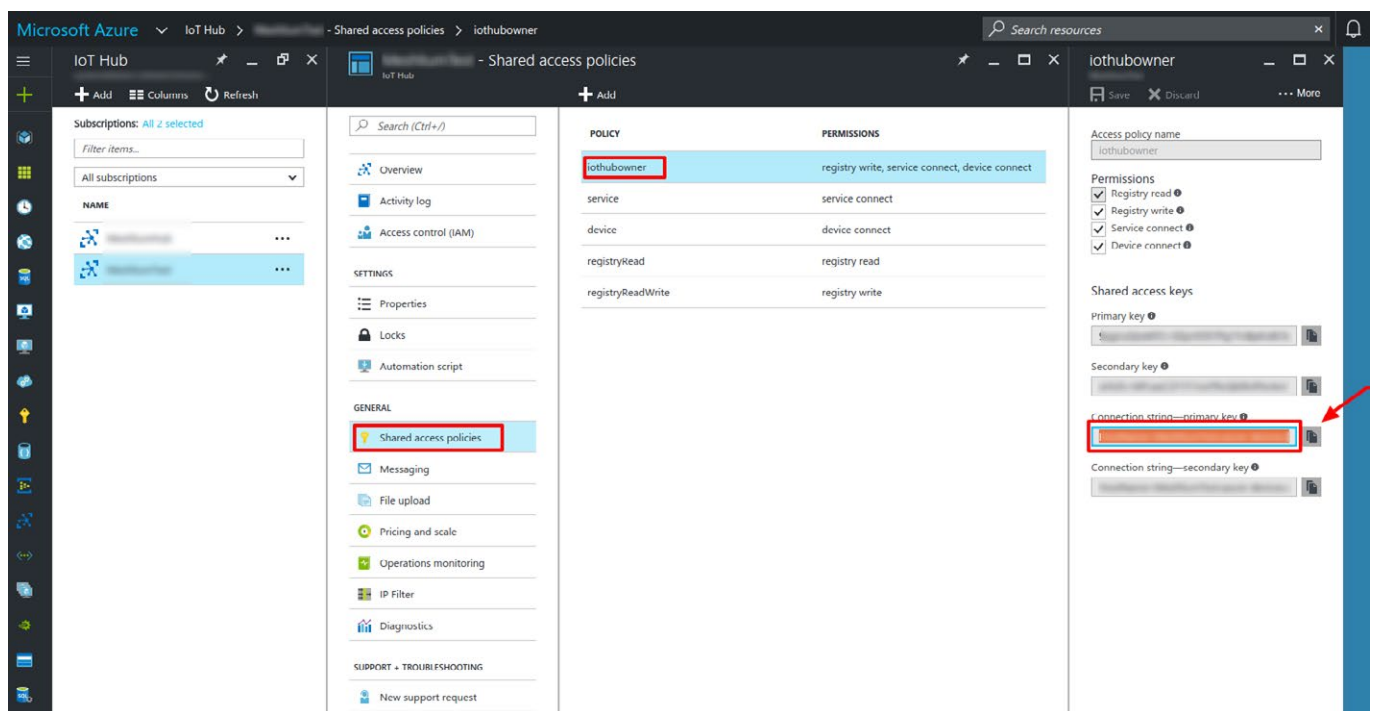 Microsoft Azure IoT Hub > - Shared access policies > iothubowner Search resources
IoT Hub
+ Add Columns Refresh
Subscriptions: All 2 selected
Filter items...
All subscriptions
NAME
- Shared access policies
IoT Hub
+ Add
Search (Ctrl+/)
Overview
Activity log
Access control (IAM)
SETTINGS
Properties
Locks
Automation script
GENERAL
Shared access policies
Messaging
File upload
Pricing and scale
Operations monitoring
IP Filter
Diagnostics
SUPPORT + TROUBLESHOOTING
New support request
POLICY PERMISSIONS
iothubowner registry write, service connect, device connect
service service connect
device device connect
registryRead registry read
registryReadWrite registry write
iothubowner
Save Discard ... More
Access policy name
iothubowner
Permissions
Registry read
Registry write
Service connect
Device connect
Shared access keys
Primary key
Secondary key
Connection string—primary key
Connection string—secondary key